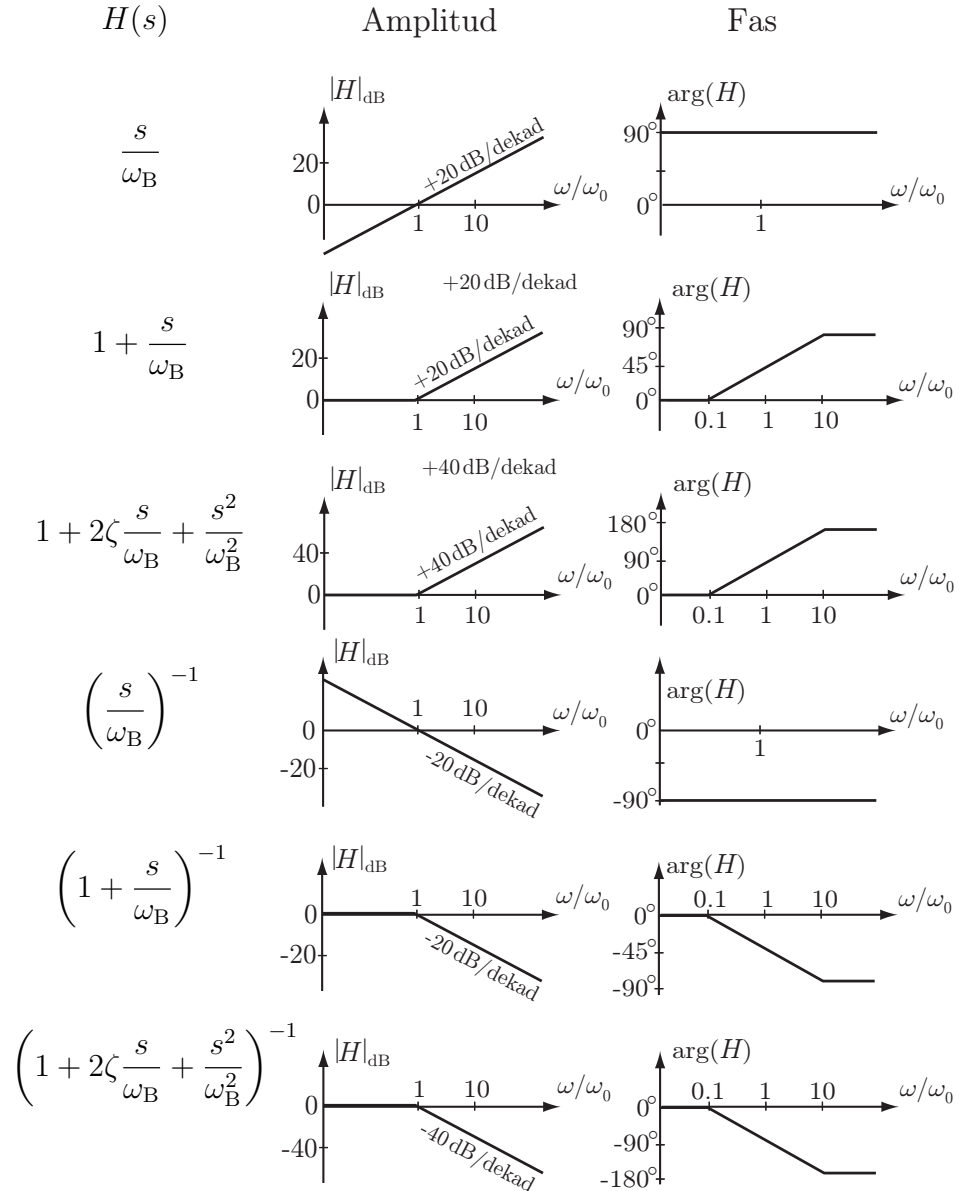 H(s) Amplitud Fas
s/ω_B
|H|_dB
20
0
+20 dB/dekad
1 10
ω/ω_0
arg(H)
90°
0°
1
ω/ω_0
1 + s/ω_B
|H|_dB
+20 dB/dekad
20
0
+20 dB/dekad
1 10
ω/ω_0
arg(H)
90°
45°
0°
0.1 1 10
ω/ω_0
1 + 2ζ s/ω_B + s²/ω_B²
|H|_dB
+40 dB/dekad
40
0
+40 dB/dekad
1 10
ω/ω_0
arg(H)
180°
90°
0°
0.1 1 10
ω/ω_0
(s/ω_B)^−1
|H|_dB
1 10
ω/ω_0
0
-20
-20 dB/dekad
arg(H)
0°
1
ω/ω_0
-90°
(1 + s/ω_B)^−1
|H|_dB
1 10
ω/ω_0
0
-20
-20 dB/dekad
arg(H)
0.1 1 10
ω/ω_0
0°
-45°
-90°
(1 + 2ζ s/ω_B + s²/ω_B²)^−1
|H|_dB
1 10
ω/ω_0
0
-40
-40 dB/dekad
arg(H)
0.1 1 10
ω/ω_0
0°
-90°
-180°